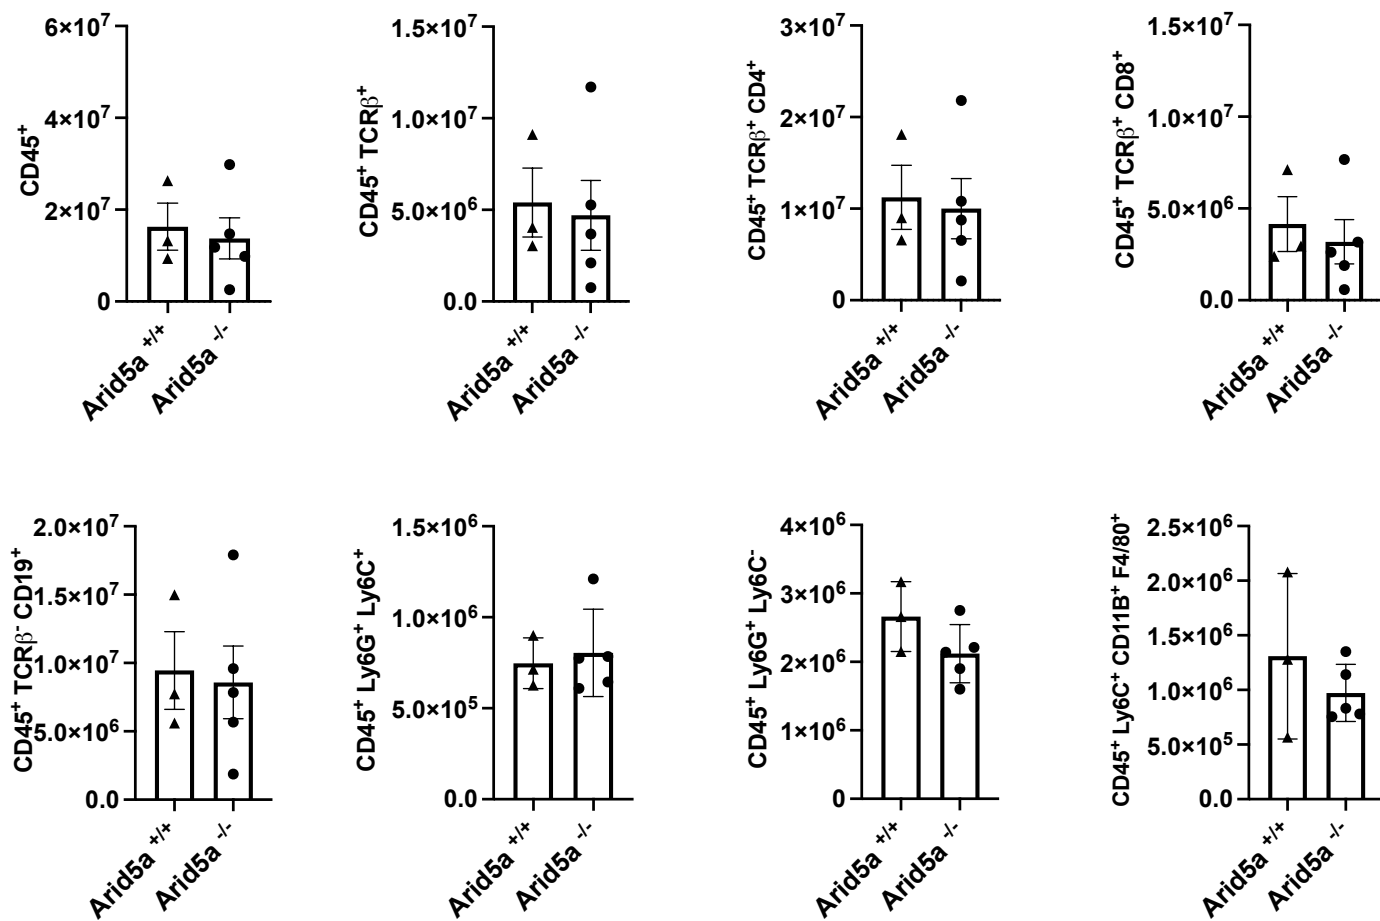 CD45⁺
6×10⁷
4×10⁷
2×10⁷
0
Arid5a ⁺/⁺
Arid5a ⁻/⁻
CD45⁺ TCRβ⁺
1.5×10⁷
1.0×10⁷
5.0×10⁶
0.0
Arid5a ⁺/⁺
Arid5a ⁻/⁻
CD45⁺ TCRβ⁺ CD4⁺
3×10⁷
2×10⁷
1×10⁷
0
Arid5a ⁺/⁺
Arid5a ⁻/⁻
CD45⁺ TCRβ⁺ CD8⁺
1.5×10⁷
1.0×10⁷
5.0×10⁶
0.0
Arid5a ⁺/⁺
Arid5a ⁻/⁻
CD45⁺ TCRβ⁻ CD19⁺
2.0×10⁷
1.5×10⁷
1.0×10⁷
5.0×10⁶
0.0
Arid5a ⁺/⁺
Arid5a ⁻/⁻
CD45⁺ Ly6G⁺ Ly6C⁺
1.5×10⁶
1.0×10⁶
5.0×10⁵
0.0
Arid5a ⁺/⁺
Arid5a ⁻/⁻
CD45⁺ Ly6G⁺ Ly6C⁻
4×10⁶
3×10⁶
2×10⁶
1×10⁶
0
Arid5a ⁺/⁺
Arid5a ⁻/⁻
CD45⁺ Ly6C⁺ CD11B⁺ F4/80⁺
2.5×10⁶
2.0×10⁶
1.5×10⁶
1.0×10⁶
5.0×10⁵
0.0
Arid5a ⁺/⁺
Arid5a ⁻/⁻